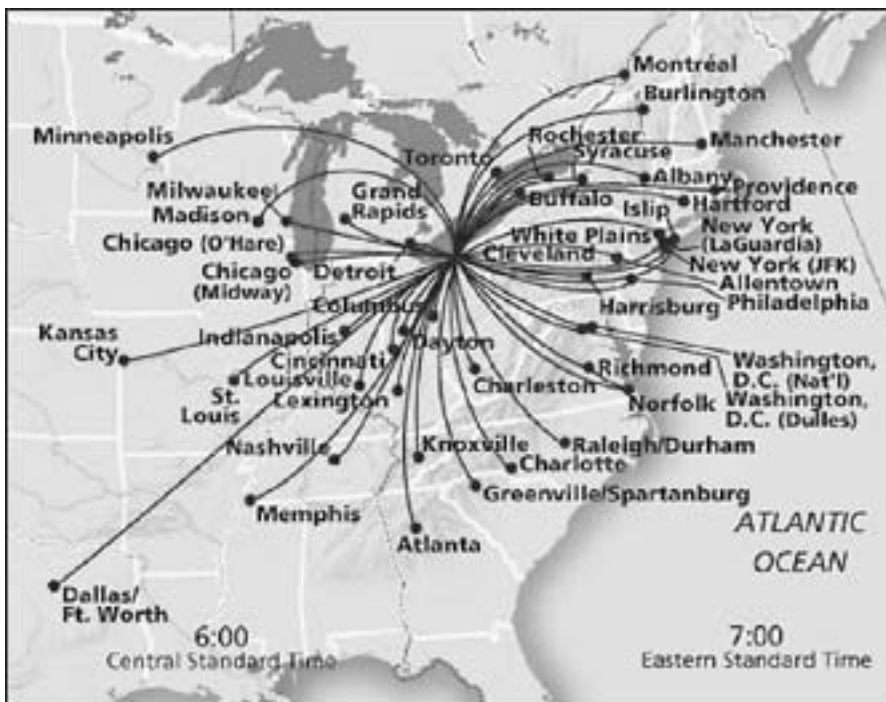 Montréal
Burlington
Minneapolis
Rochester
Manchester
Toronto
Syracuse
Albany
Milwaukee
Grand
Rapids
Providence
Madison
Buffalo
Hartford
Islip
Chicago (O'Hare)
White Plains
New York
(LaGuardia)
Chicago
(Midway)
Detroit
Cleveland
New York (JFK)
Allentown
Columbus
Harrisburg
Philadelphia
Kansas
City
Indianapolis
Dayton
Cincinnati
Richmond
Washington,
D.C. (Nat'l)
Louisville
Charleston
St.
Louis
Lexington
Norfolk
Washington,
D.C. (Dulles)
Nashville
Knoxville
Raleigh/Durham
Charlotte
Greenville/Spartanburg
Memphis
Atlanta
ATLANTIC
OCEAN
Dallas/
Ft. Worth
6:00
Central Standard Time
7:00
Eastern Standard Time